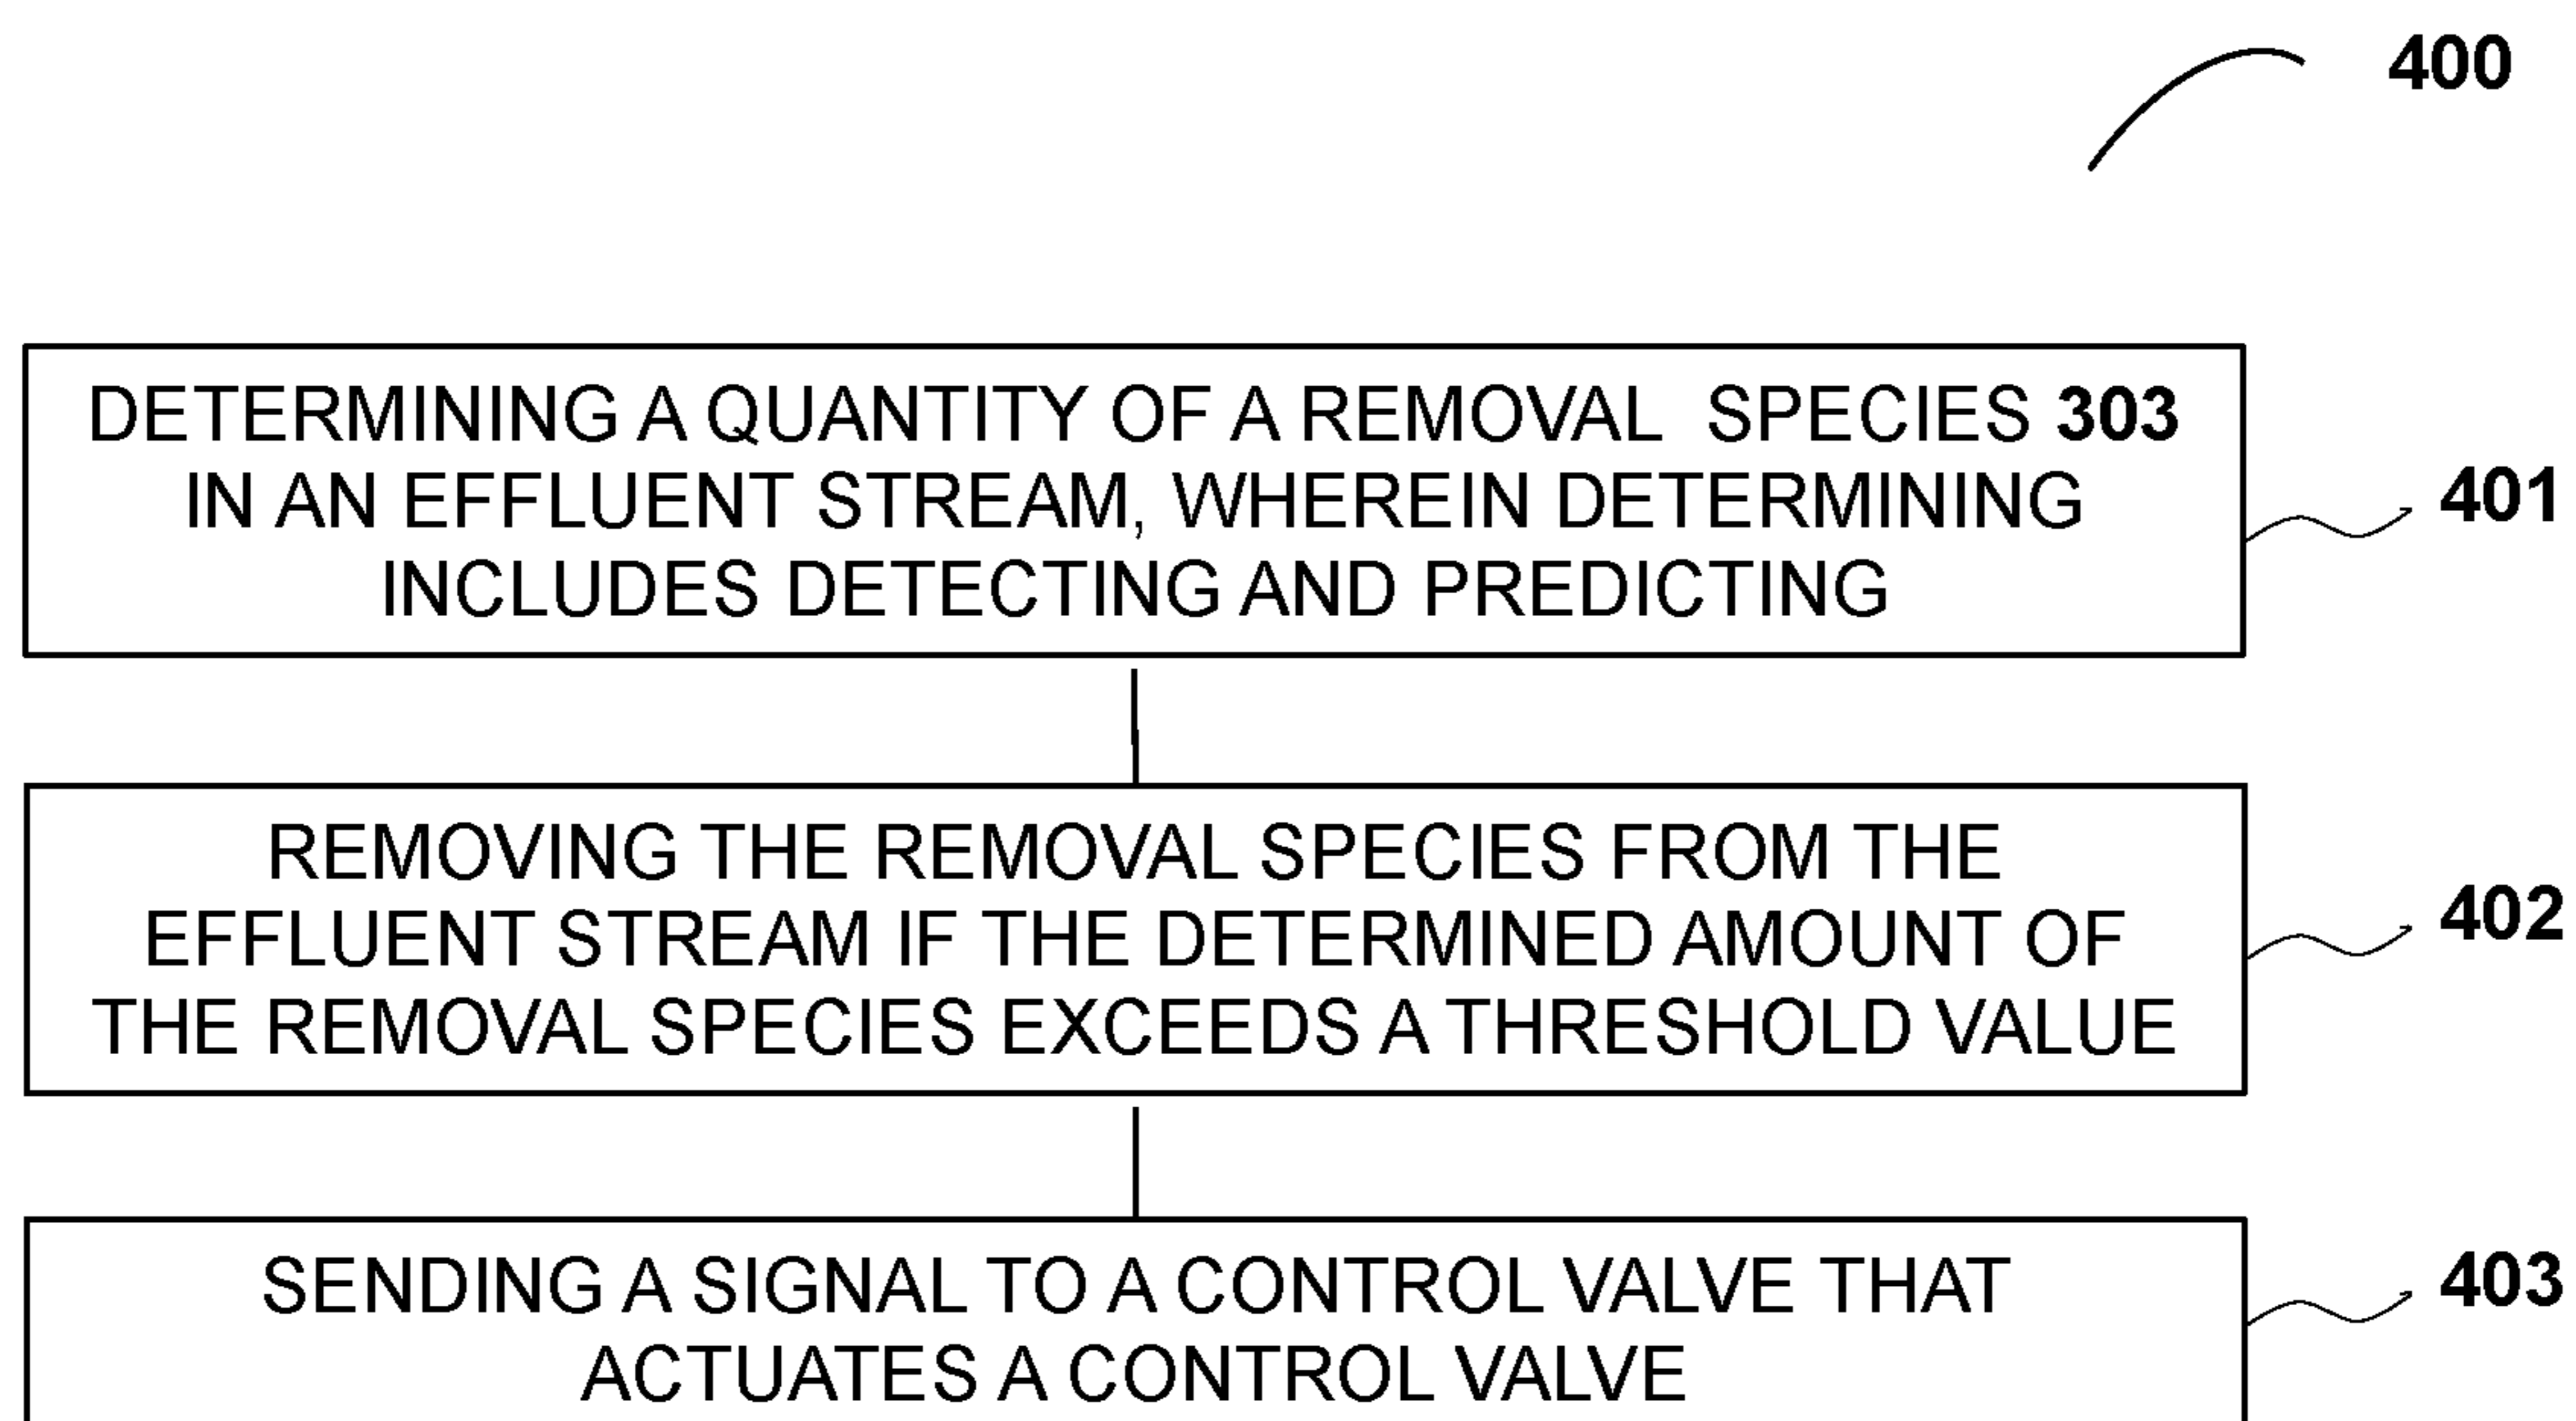 400
DETERMINING A QUANTITY OF A REMOVAL SPECIES 303
IN AN EFFLUENT STREAM, WHEREIN DETERMINING
INCLUDES DETECTING AND PREDICTING
401
REMOVING THE REMOVAL SPECIES FROM THE
EFFLUENT STREAM IF THE DETERMINED AMOUNT OF
THE REMOVAL SPECIES EXCEEDS A THRESHOLD VALUE
402
SENDING A SIGNAL TO A CONTROL VALVE THAT
ACTUATES A CONTROL VALVE
403